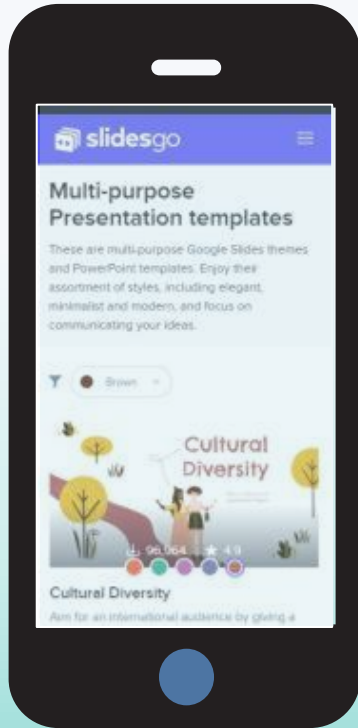 slidesgo
Multi-purpose
Presentation templates
These are multi-purpose Google Slides themes
and PowerPoint templates. Enjoy their
assortment of styles, including elegant,
minimalist and modern, and focus on
communicating your ideas.
Brown
Cultural
Diversity
96,964 4.9
Cultural Diversity
Aim for an international audience by giving a